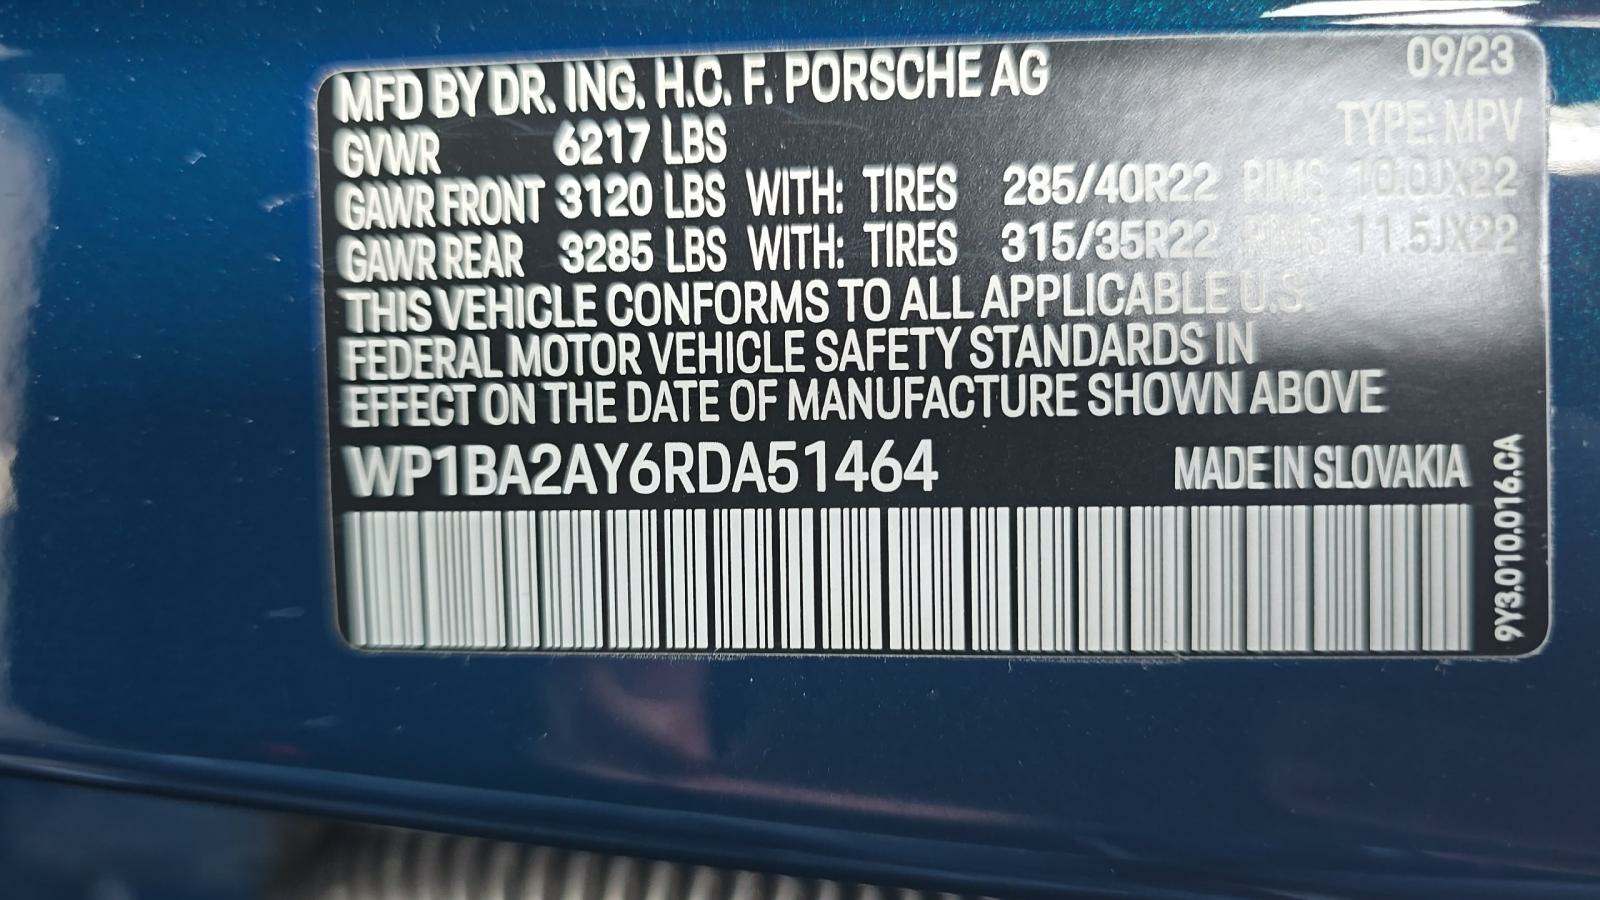 MFD BY DR. ING. H.C. F. PORSCHE AG 09/23
GVWR 6217 LBS TYPE: MPV
GAWR FRONT 3120 LBS WITH: TIRES 285/40R22 RIMS 10.0JX22
GAWR REAR 3285 LBS WITH: TIRES 315/35R22 RIMS 11.5JX22
THIS VEHICLE CONFORMS TO ALL APPLICABLE U.S
FEDERAL MOTOR VEHICLE SAFETY STANDARDS IN
EFFECT ON THE DATE OF MANUFACTURE SHOWN ABOVE
WP1BA2AY6RDA51464 MADE IN SLOVAKIA
9Y3.010.016.CA